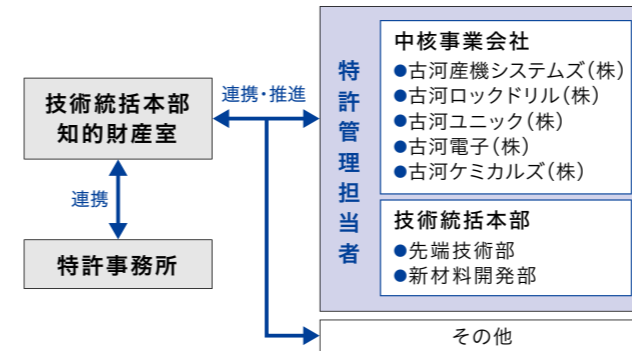 技術統括本部
知的財産室
連携
特許事務所
連携・推進
特許管理担当者
中核事業会社
●古河産機システムズ(株)
●古河ロックドリル(株)
●古河ユニック(株)
●古河電子(株)
●古河ケミカルズ(株)
技術統括本部
●先端技術部
●新材料開発部
その他